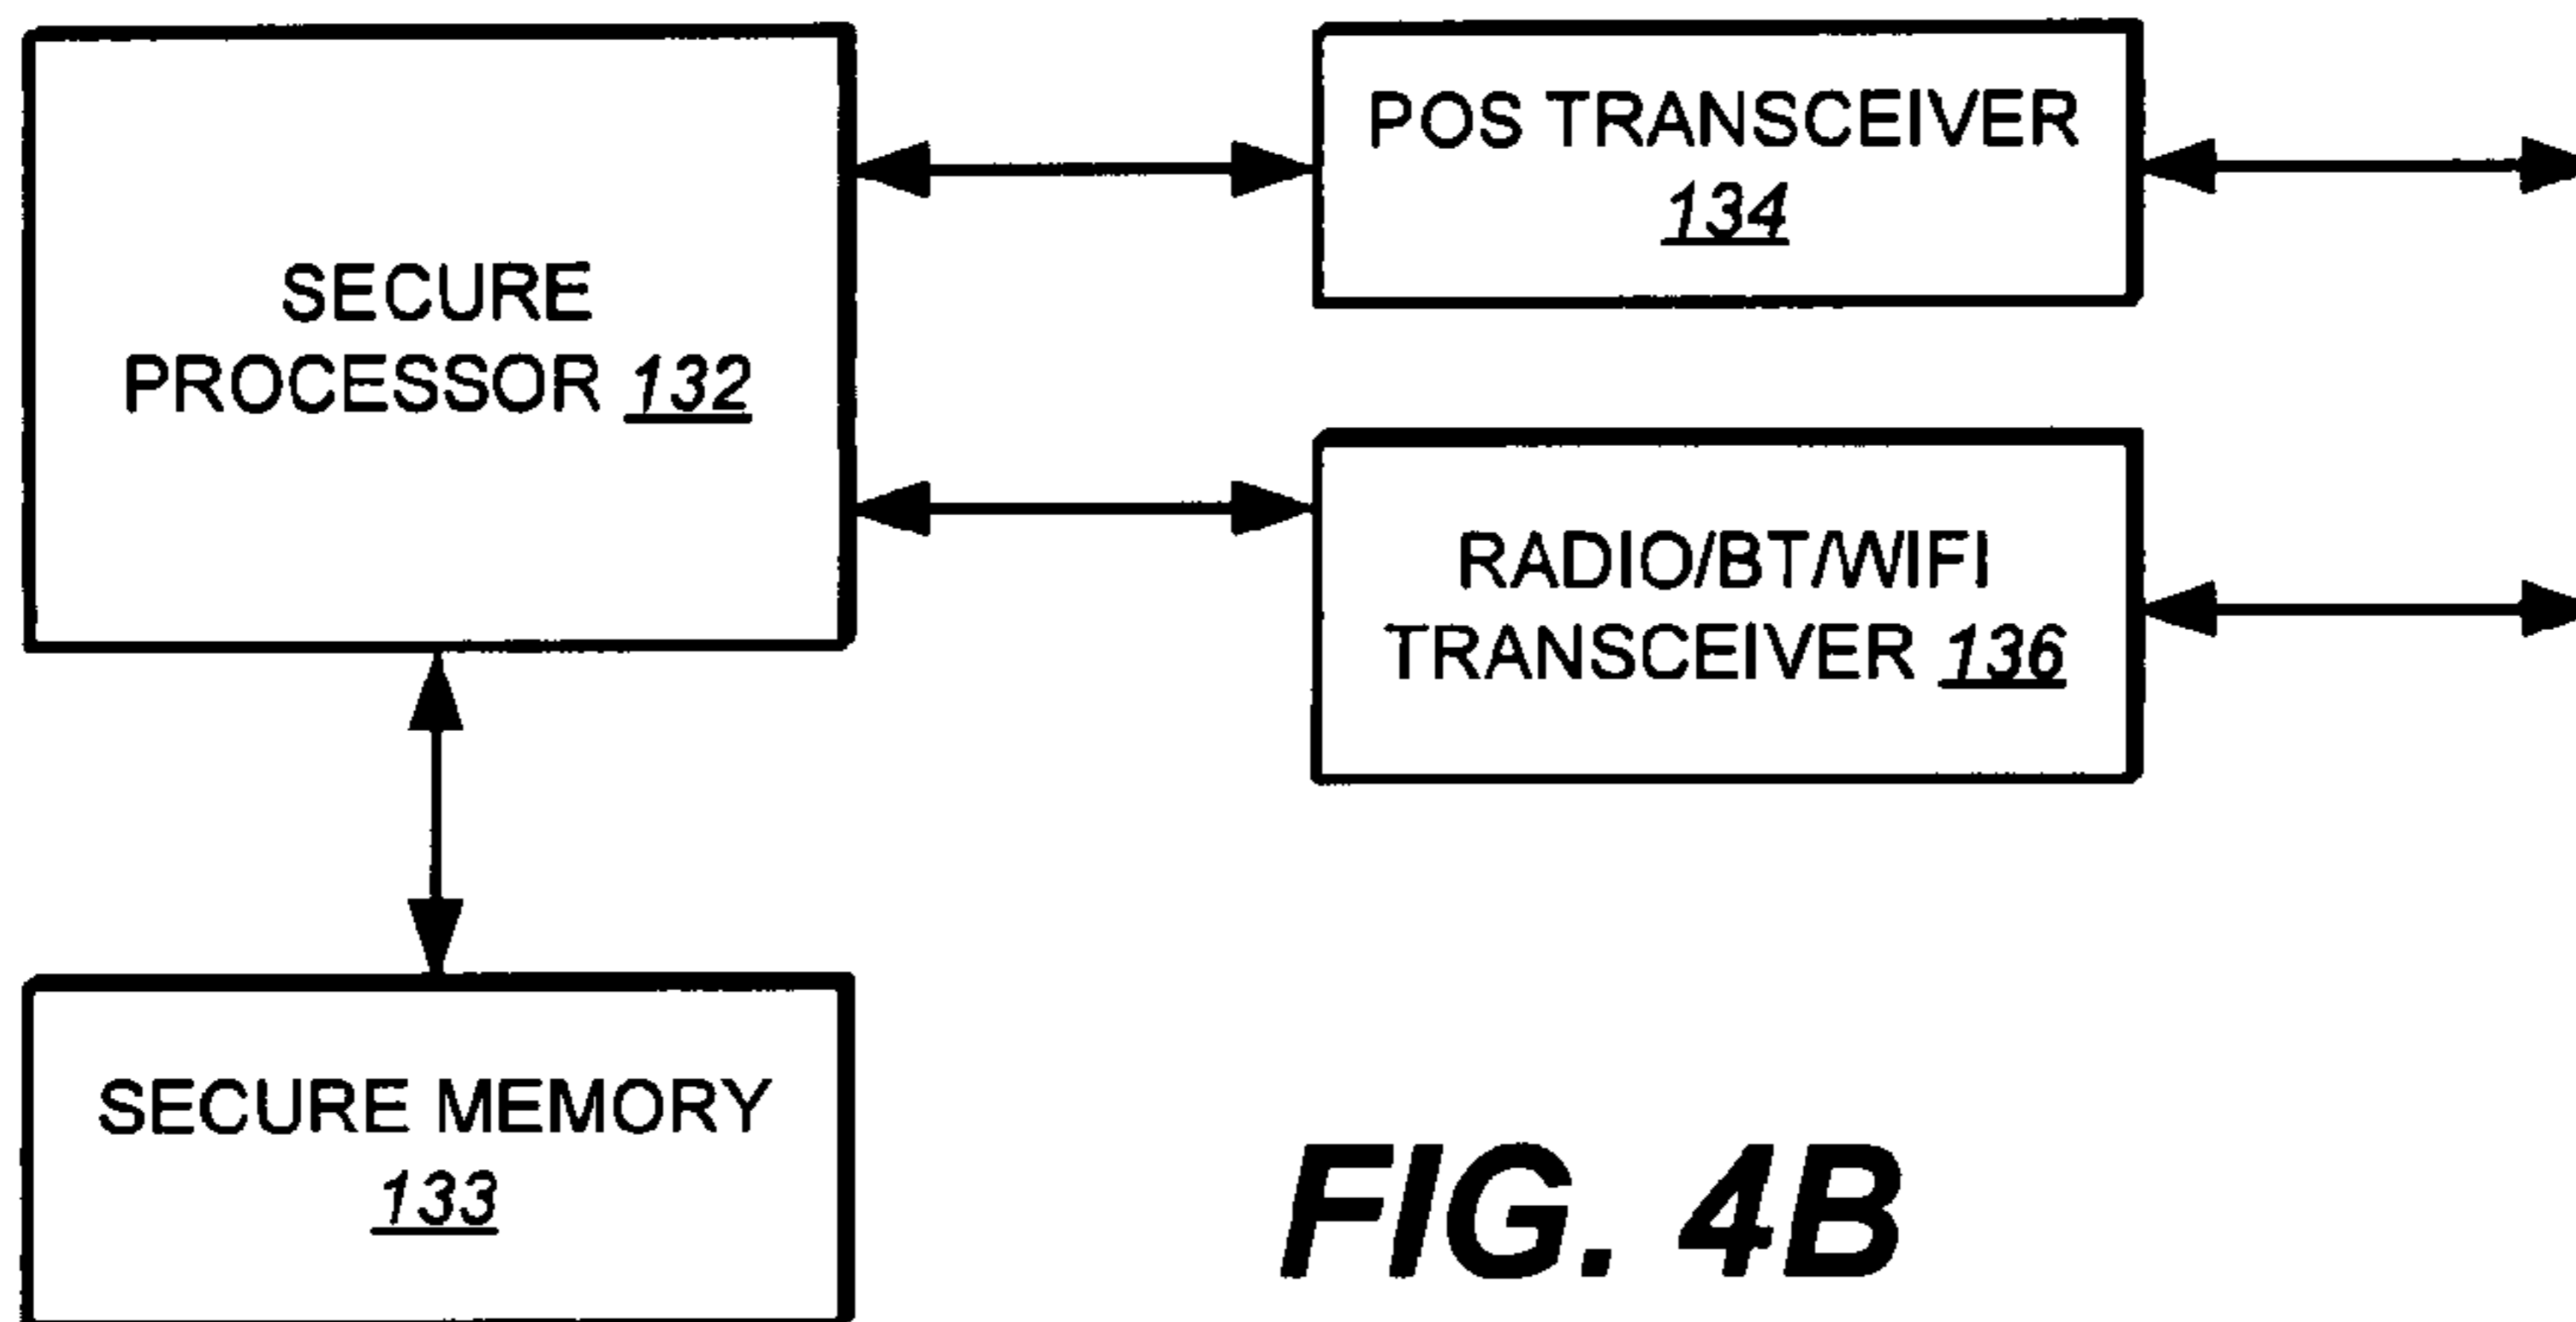 SECURE
PROCESSOR 132
POS TRANSCEIVER
134
RADIO/BT/WIFI
TRANSCEIVER 136
SECURE MEMORY
133
FIG. 4B